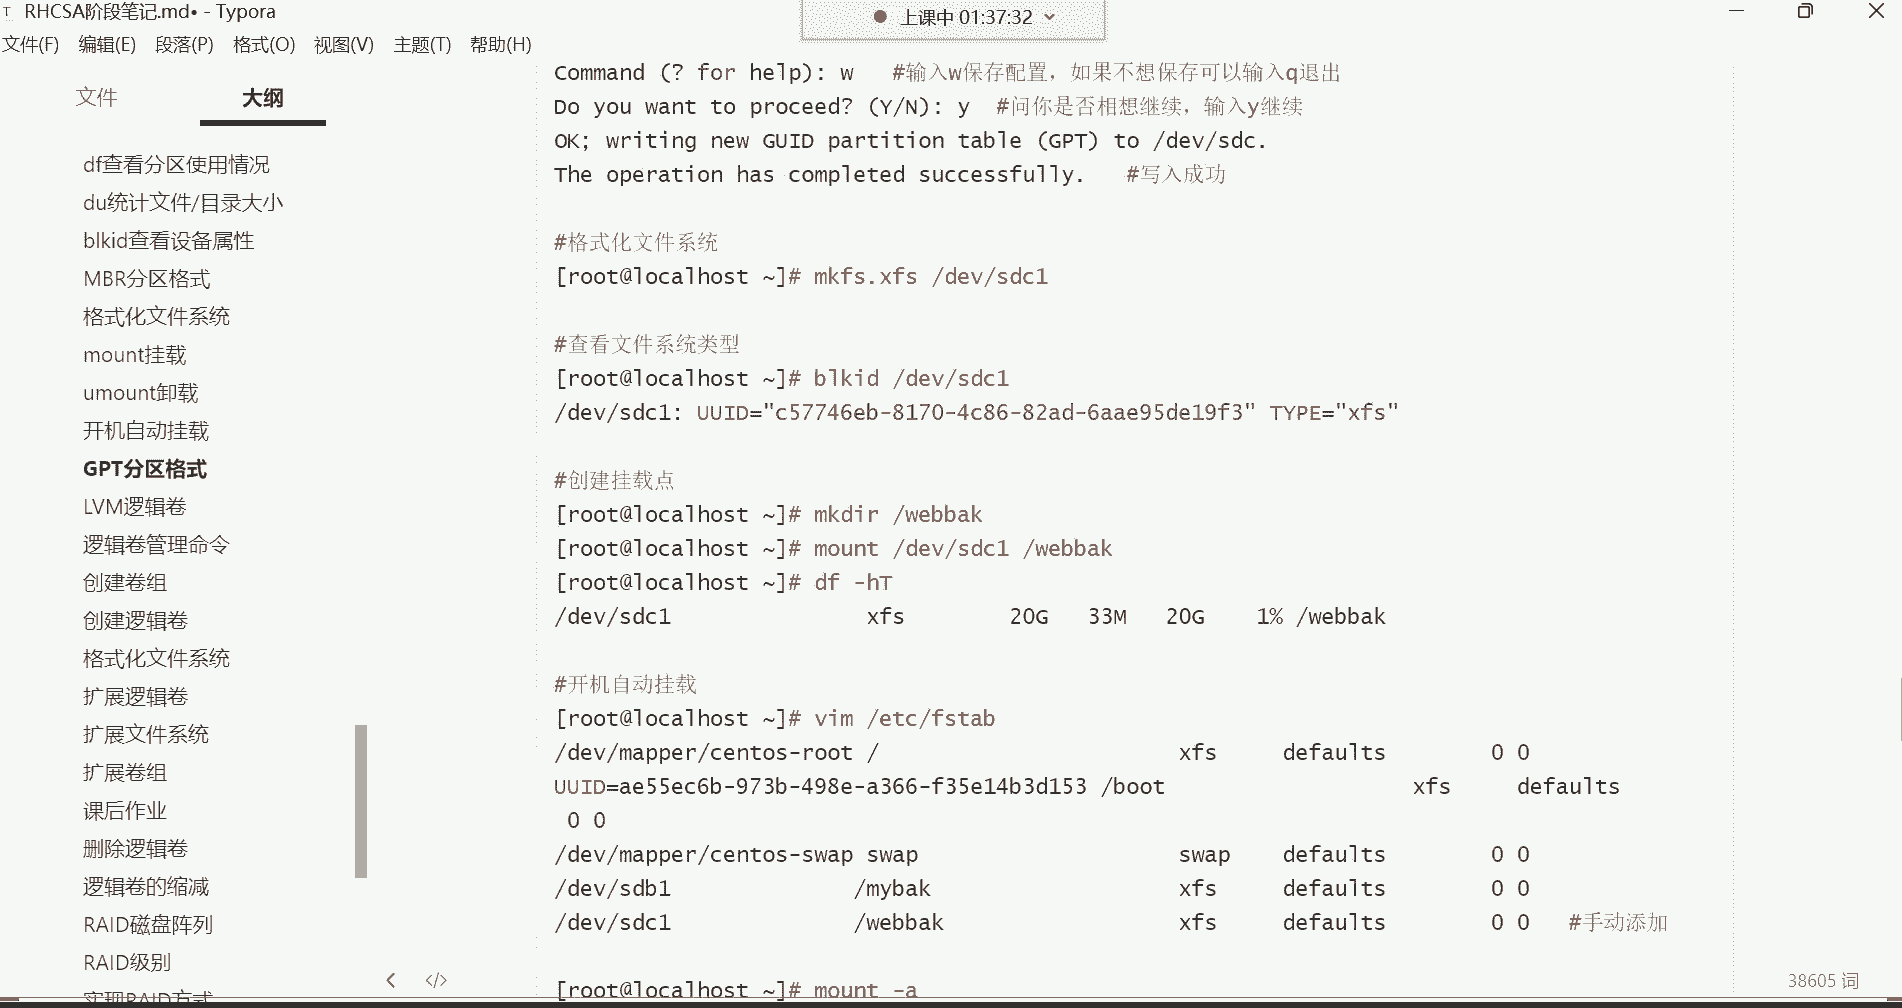 RHCSA阶段笔记.md• - Typora
上课中 01:37:32
文件(F) 编辑(E) 段落(P) 格式(O) 视图(V) 主题(T) 帮助(H)
文件 大纲
df查看分区使用情况
du统计文件/目录大小
blkid查看设备属性
MBR分区格式
格式化文件系统
mount挂载
umount卸载
开机自动挂载
GPT分区格式
LVM逻辑卷
逻辑卷管理命令
创建卷组
创建逻辑卷
格式化文件系统
扩展逻辑卷
扩展文件系统
扩展卷组
课后作业
删除逻辑卷
逻辑卷的缩减
RAID磁盘阵列
RAID级别
实现RAID方式
Command (? for help): w #输入w保存配置，如果不想保存可以输入q退出
Do you want to proceed? (Y/N): y #问你是否相想继续，输入y继续
OK; writing new GUID partition table (GPT) to /dev/sdc.
The operation has completed successfully. #写入成功
#格式化文件系统
[root@localhost ~]# mkfs.xfs /dev/sdc1
#查看文件系统类型
[root@localhost ~]# blkid /dev/sdc1
/dev/sdc1: UUID="c57746eb-8170-4c86-82ad-6aae95de19f3" TYPE="xfs"
#创建挂载点
[root@localhost ~]# mkdir /webbak
[root@localhost ~]# mount /dev/sdc1 /webbak
[root@localhost ~]# df -hT
/dev/sdc1 xfs 20G 33M 20G 1% /webbak
#开机自动挂载
[root@localhost ~]# vim /etc/fstab
/dev/mapper/centos-root / xfs defaults 0 0
UUID=ae55ec6b-973b-498e-a366-f35e14b3d153 /boot xfs defaults
0 0
/dev/mapper/centos-swap swap swap defaults 0 0
/dev/sdb1 /mybak xfs defaults 0 0
/dev/sdc1 /webbak xfs defaults 0 0 #手动添加
[root@localhost ~]# mount -a
38605 词